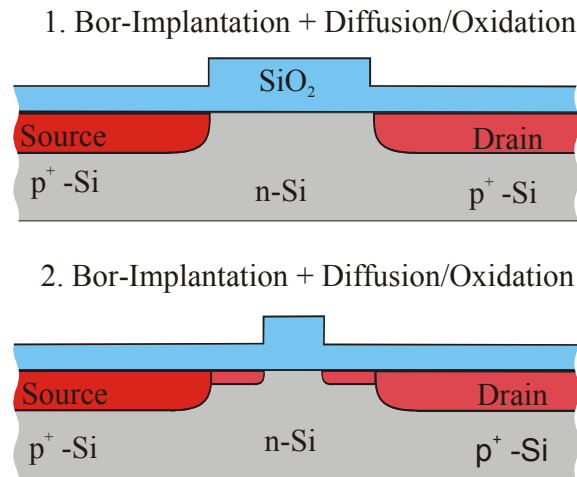 1. Bor-Implantation + Diffusion/Oxidation
SiO₂
Source
Drain
p⁺ -Si
n-Si
p⁺ -Si
2. Bor-Implantation + Diffusion/Oxidation
Source
Drain
p⁺ -Si
n-Si
p⁺ -Si